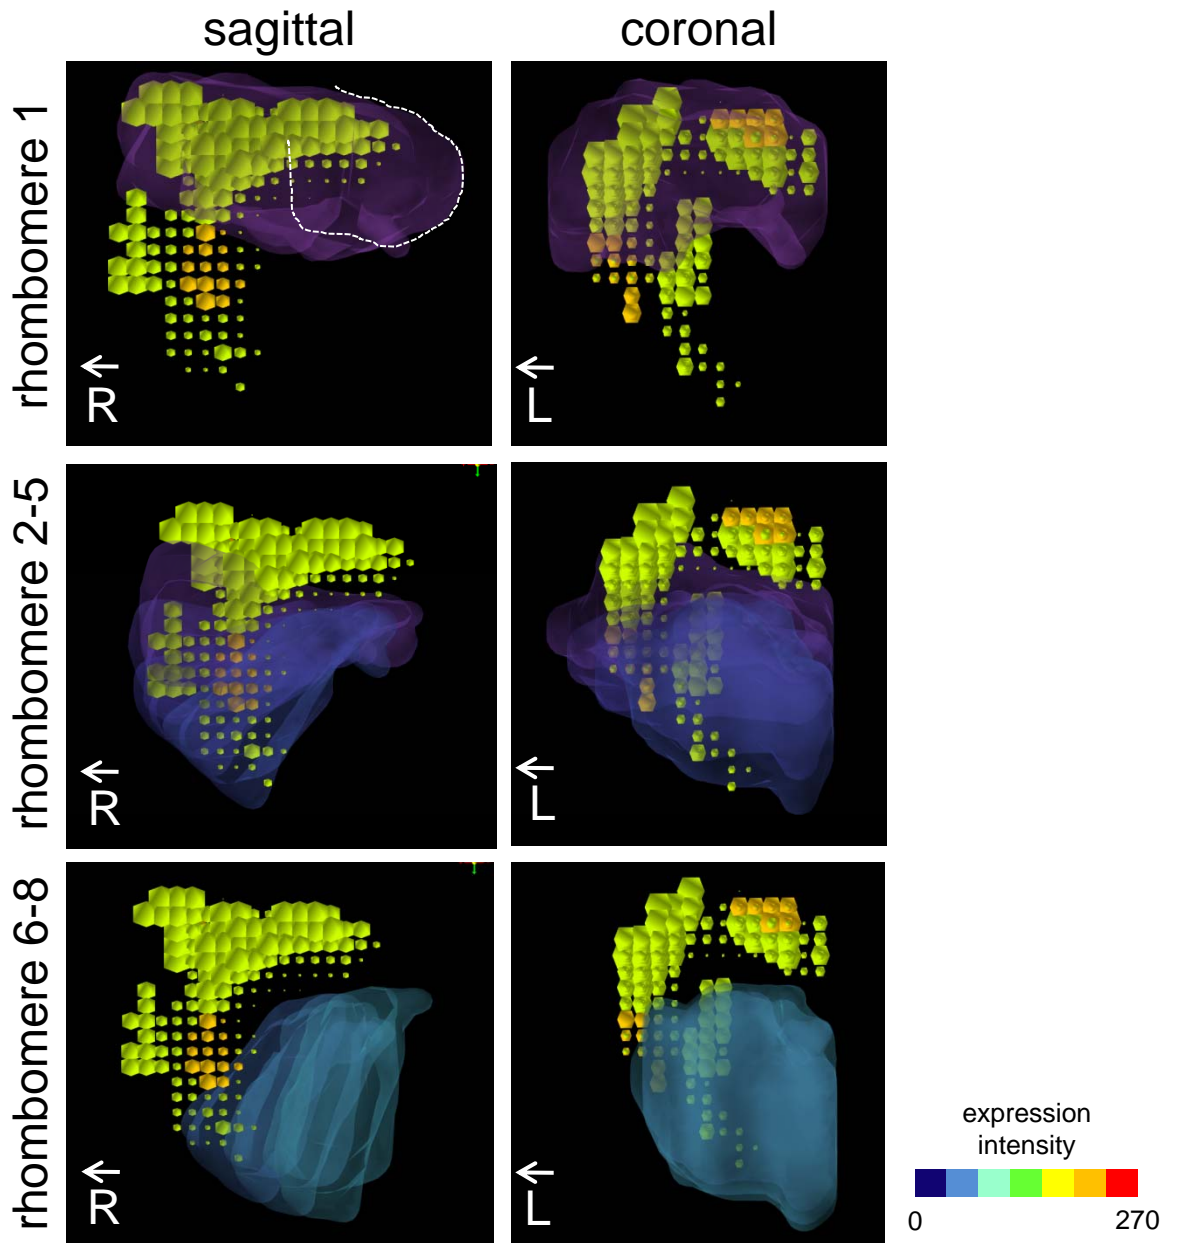 sagittal
coronal
rhombomere 1
R
L
rhombomere 2-5
R
L
rhombomere 6-8
R
L
expression
intensity
0
270